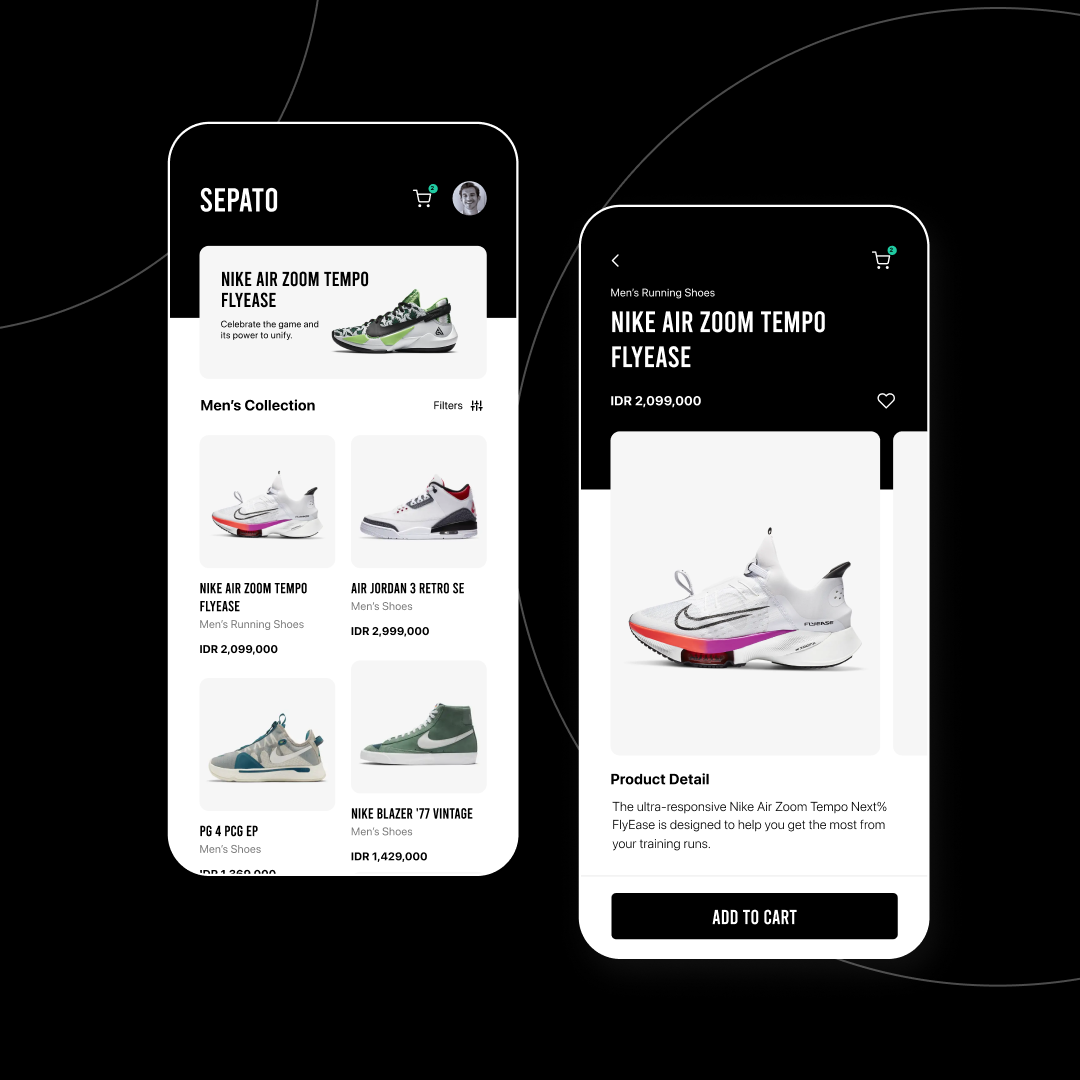 SEPATO
2
NIKE AIR ZOOM TEMPO
FLYEASE
Celebrate the game and
its power to unify.
Men's Collection
Filters
NIKE AIR ZOOM TEMPO
FLYEASE
Men's Running Shoes
IDR 2,099,000
AIR JORDAN 3 RETRO SE
Men's Shoes
IDR 2,999,000
PG 4 PCG EP
Men's Shoes
IDR 1,369,000
NIKE BLAZER '77 VINTAGE
Men's Shoes
IDR 1,429,000
2
Men's Running Shoes
NIKE AIR ZOOM TEMPO
FLYEASE
IDR 2,099,000
FLYEASE
Product Detail
The ultra-responsive Nike Air Zoom Tempo Next%
FlyEase is designed to help you get the most from
your training runs.
ADD TO CART